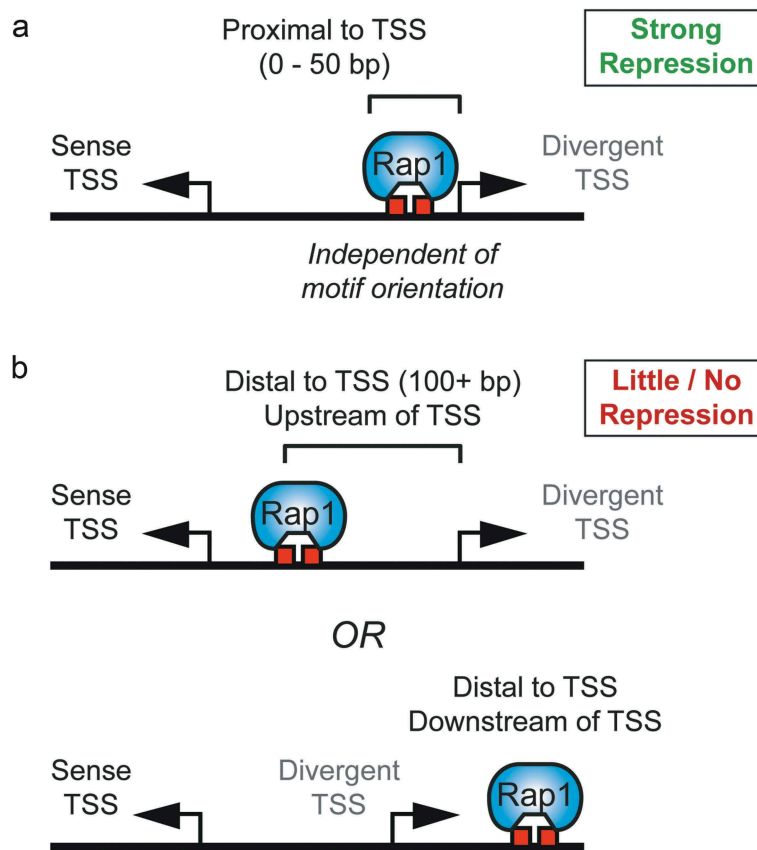 a
Proximal to TSS
(0 - 50 bp)
Strong
Repression
Sense
TSS
Rap1
Divergent
TSS
Independent of
motif orientation
b
Distal to TSS (100+ bp)
Upstream of TSS
Little / No
Repression
Sense
TSS
Rap1
Divergent
TSS
OR
Distal to TSS
Downstream of TSS
Sense
TSS
Divergent
TSS
Rap1